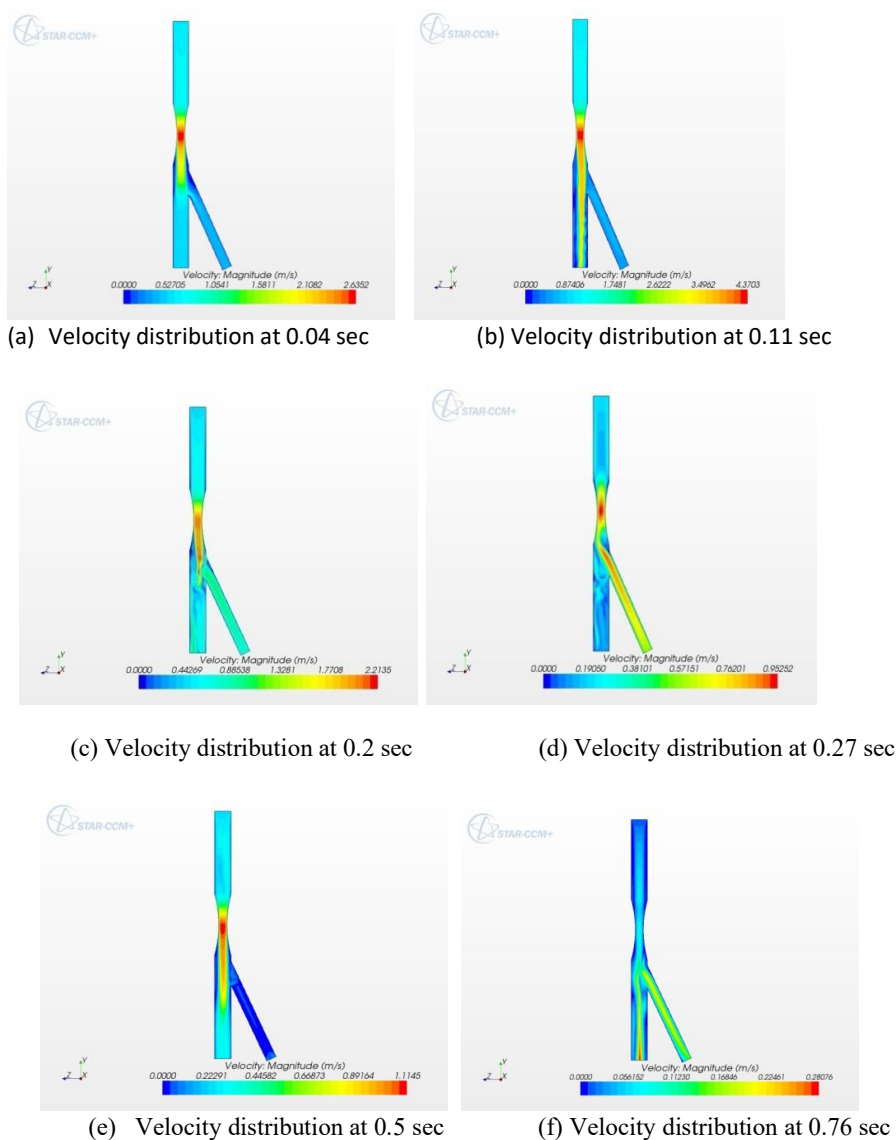 STAR-CCM+
Y
Z X
Velocity: Magnitude (m/s)
0.0000 0.52705 1.0541 1.5811 2.1082 2.6352
(a) Velocity distribution at 0.04 sec
STAR-CCM+
Y
Z X
Velocity: Magnitude (m/s)
0.0000 0.87406 1.7481 2.6222 3.4962 4.3703
(b) Velocity distribution at 0.11 sec
STAR-CCM+
Y
Z X
Velocity: Magnitude (m/s)
0.0000 0.44269 0.88538 1.3281 1.7708 2.2135
(c) Velocity distribution at 0.2 sec
STAR-CCM+
Y
Z X
Velocity: Magnitude (m/s)
0.0000 0.19050 0.38101 0.57151 0.76201 0.95252
(d) Velocity distribution at 0.27 sec
STAR-CCM+
Y
Z X
Velocity: Magnitude (m/s)
0.0000 0.22291 0.44582 0.66873 0.89164 1.1145
(e) Velocity distribution at 0.5 sec
STAR-CCM+
Y
Z X
Velocity: Magnitude (m/s)
0.0000 0.056152 0.11230 0.16846 0.22461 0.28076
(f) Velocity distribution at 0.76 sec